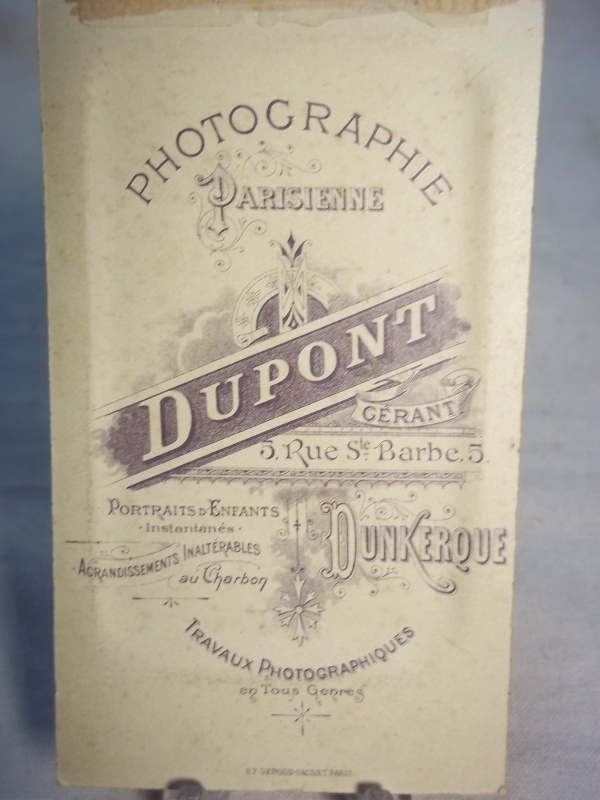 PHOTOGRAPHIE
PARISIENNE
DUPONT
GÉRANT
5, Rue Ste Barbe, 5.
PORTRAITS D'ENFANTS
· Instantanés ·
· AGRANDISSEMENTS INALTÉRABLES
au Charbon
DUNKERQUE
TRAVAUX PHOTOGRAPHIQUES
en Tous Genres
PARIS